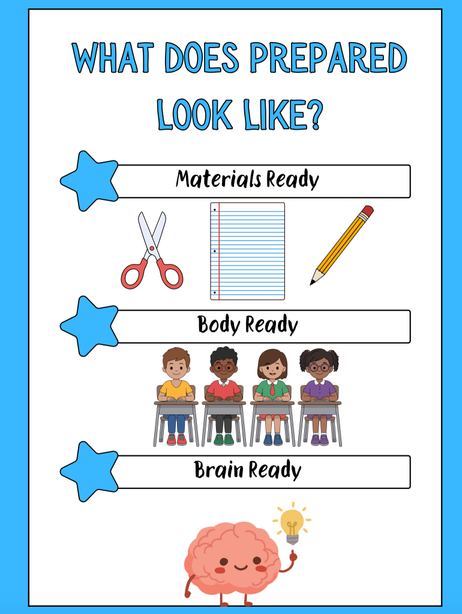 WHAT DOES PREPARED
LOOK LIKE?
Materials Ready
Body Ready
Brain Ready